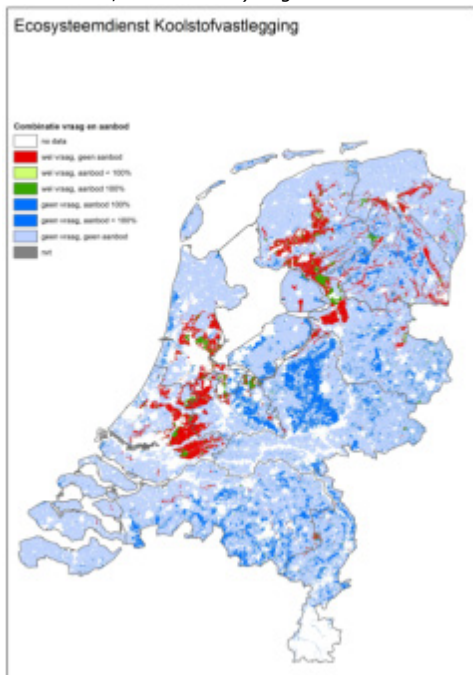 Ecosysteemdienst Koolstofvastlegging
Combinatie vraag en aanbod
no data
wel vraag, geen aanbod
wel vraag, aanbod < 100%
wel vraag, aanbod 100%
geen vraag, aanbod 100%
geen vraag, aanbod < 100%
geen vraag, geen aanbod